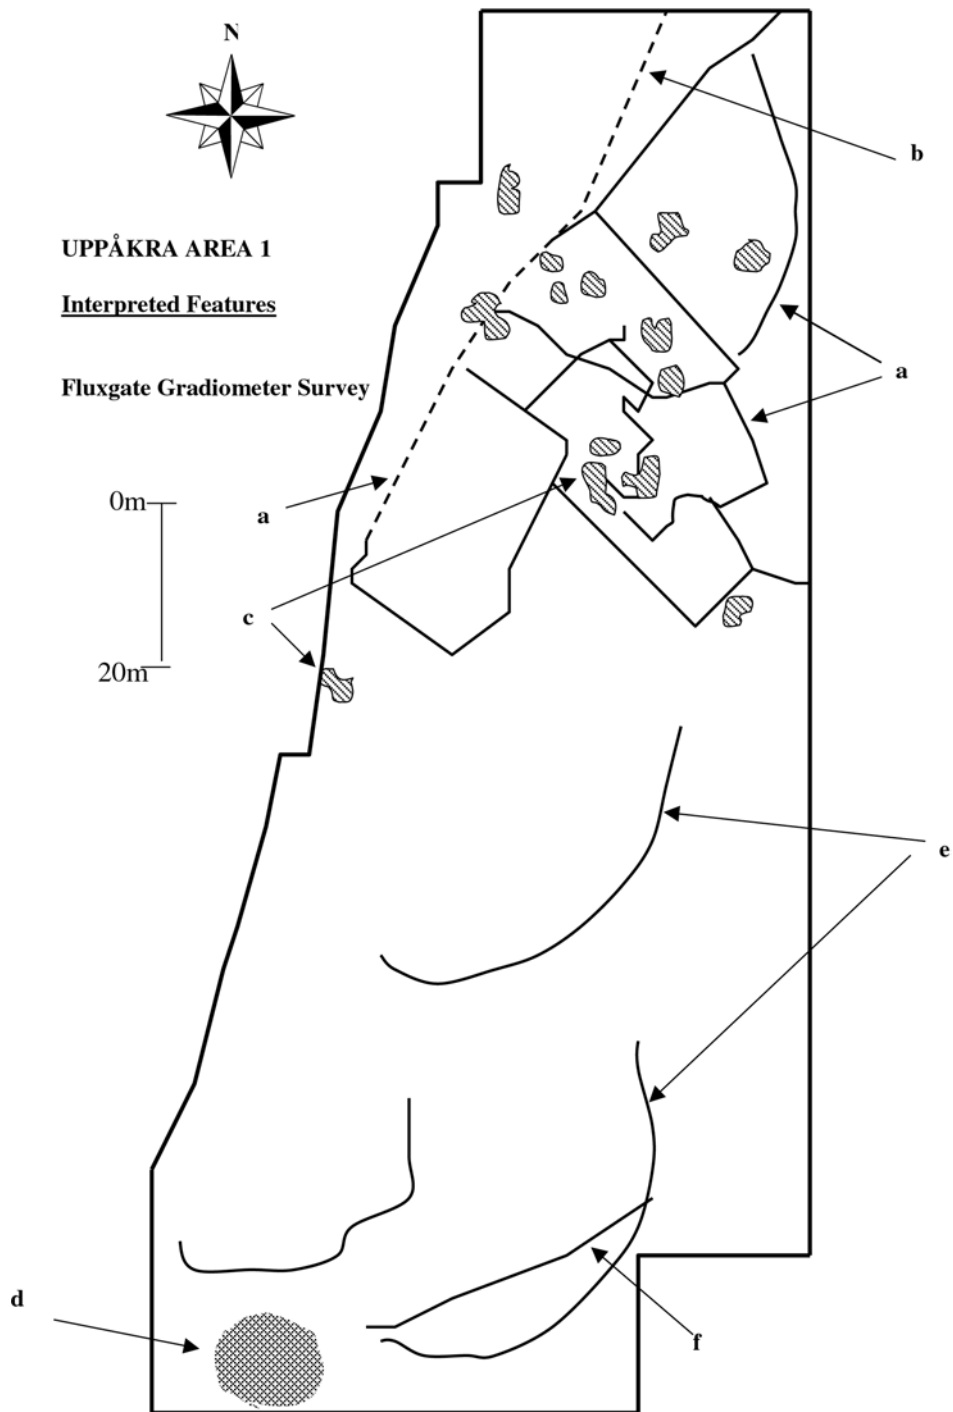 N
b
UPPÅKRA AREA 1
Interpreted Features
Fluxgate Gradiometer Survey
a
0m
a
c
20m
e
d
f